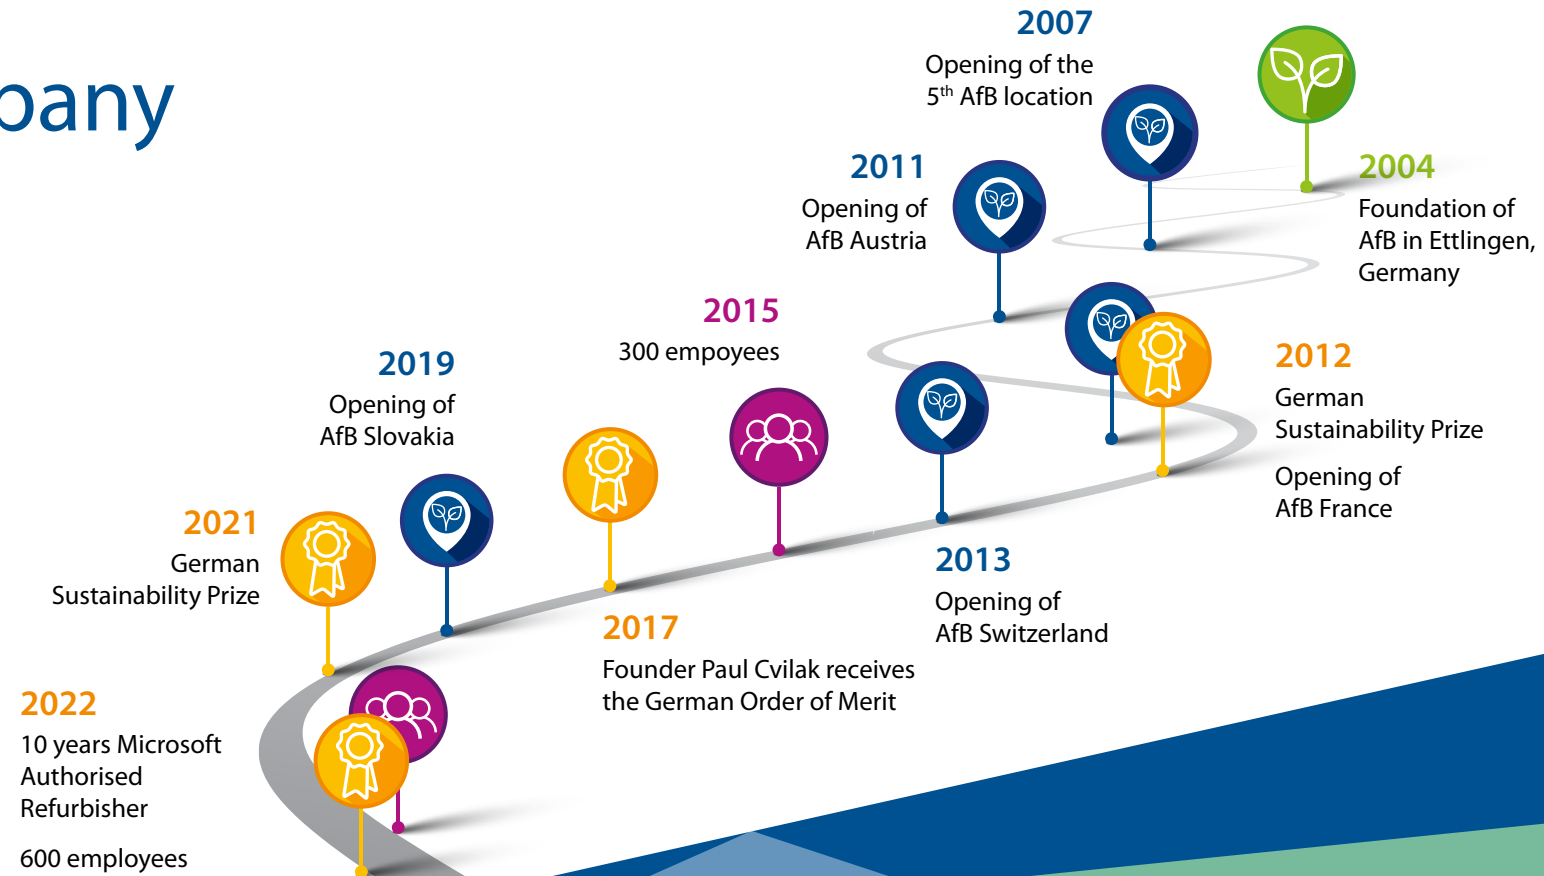 pany
2007
Opening of the
5th AfB location
2004
Foundation of
AfB in Ettlingen,
Germany
2011
Opening of
AfB Austria
2015
300 empoyees
2012
German
Sustainability Prize
Opening of
AfB France
2019
Opening of
AfB Slovakia
2013
Opening of
AfB Switzerland
2021
German
Sustainability Prize
2017
Founder Paul Cvilak receives
the German Order of Merit
2022
10 years Microsoft
Authorised
Refurbisher
600 employees